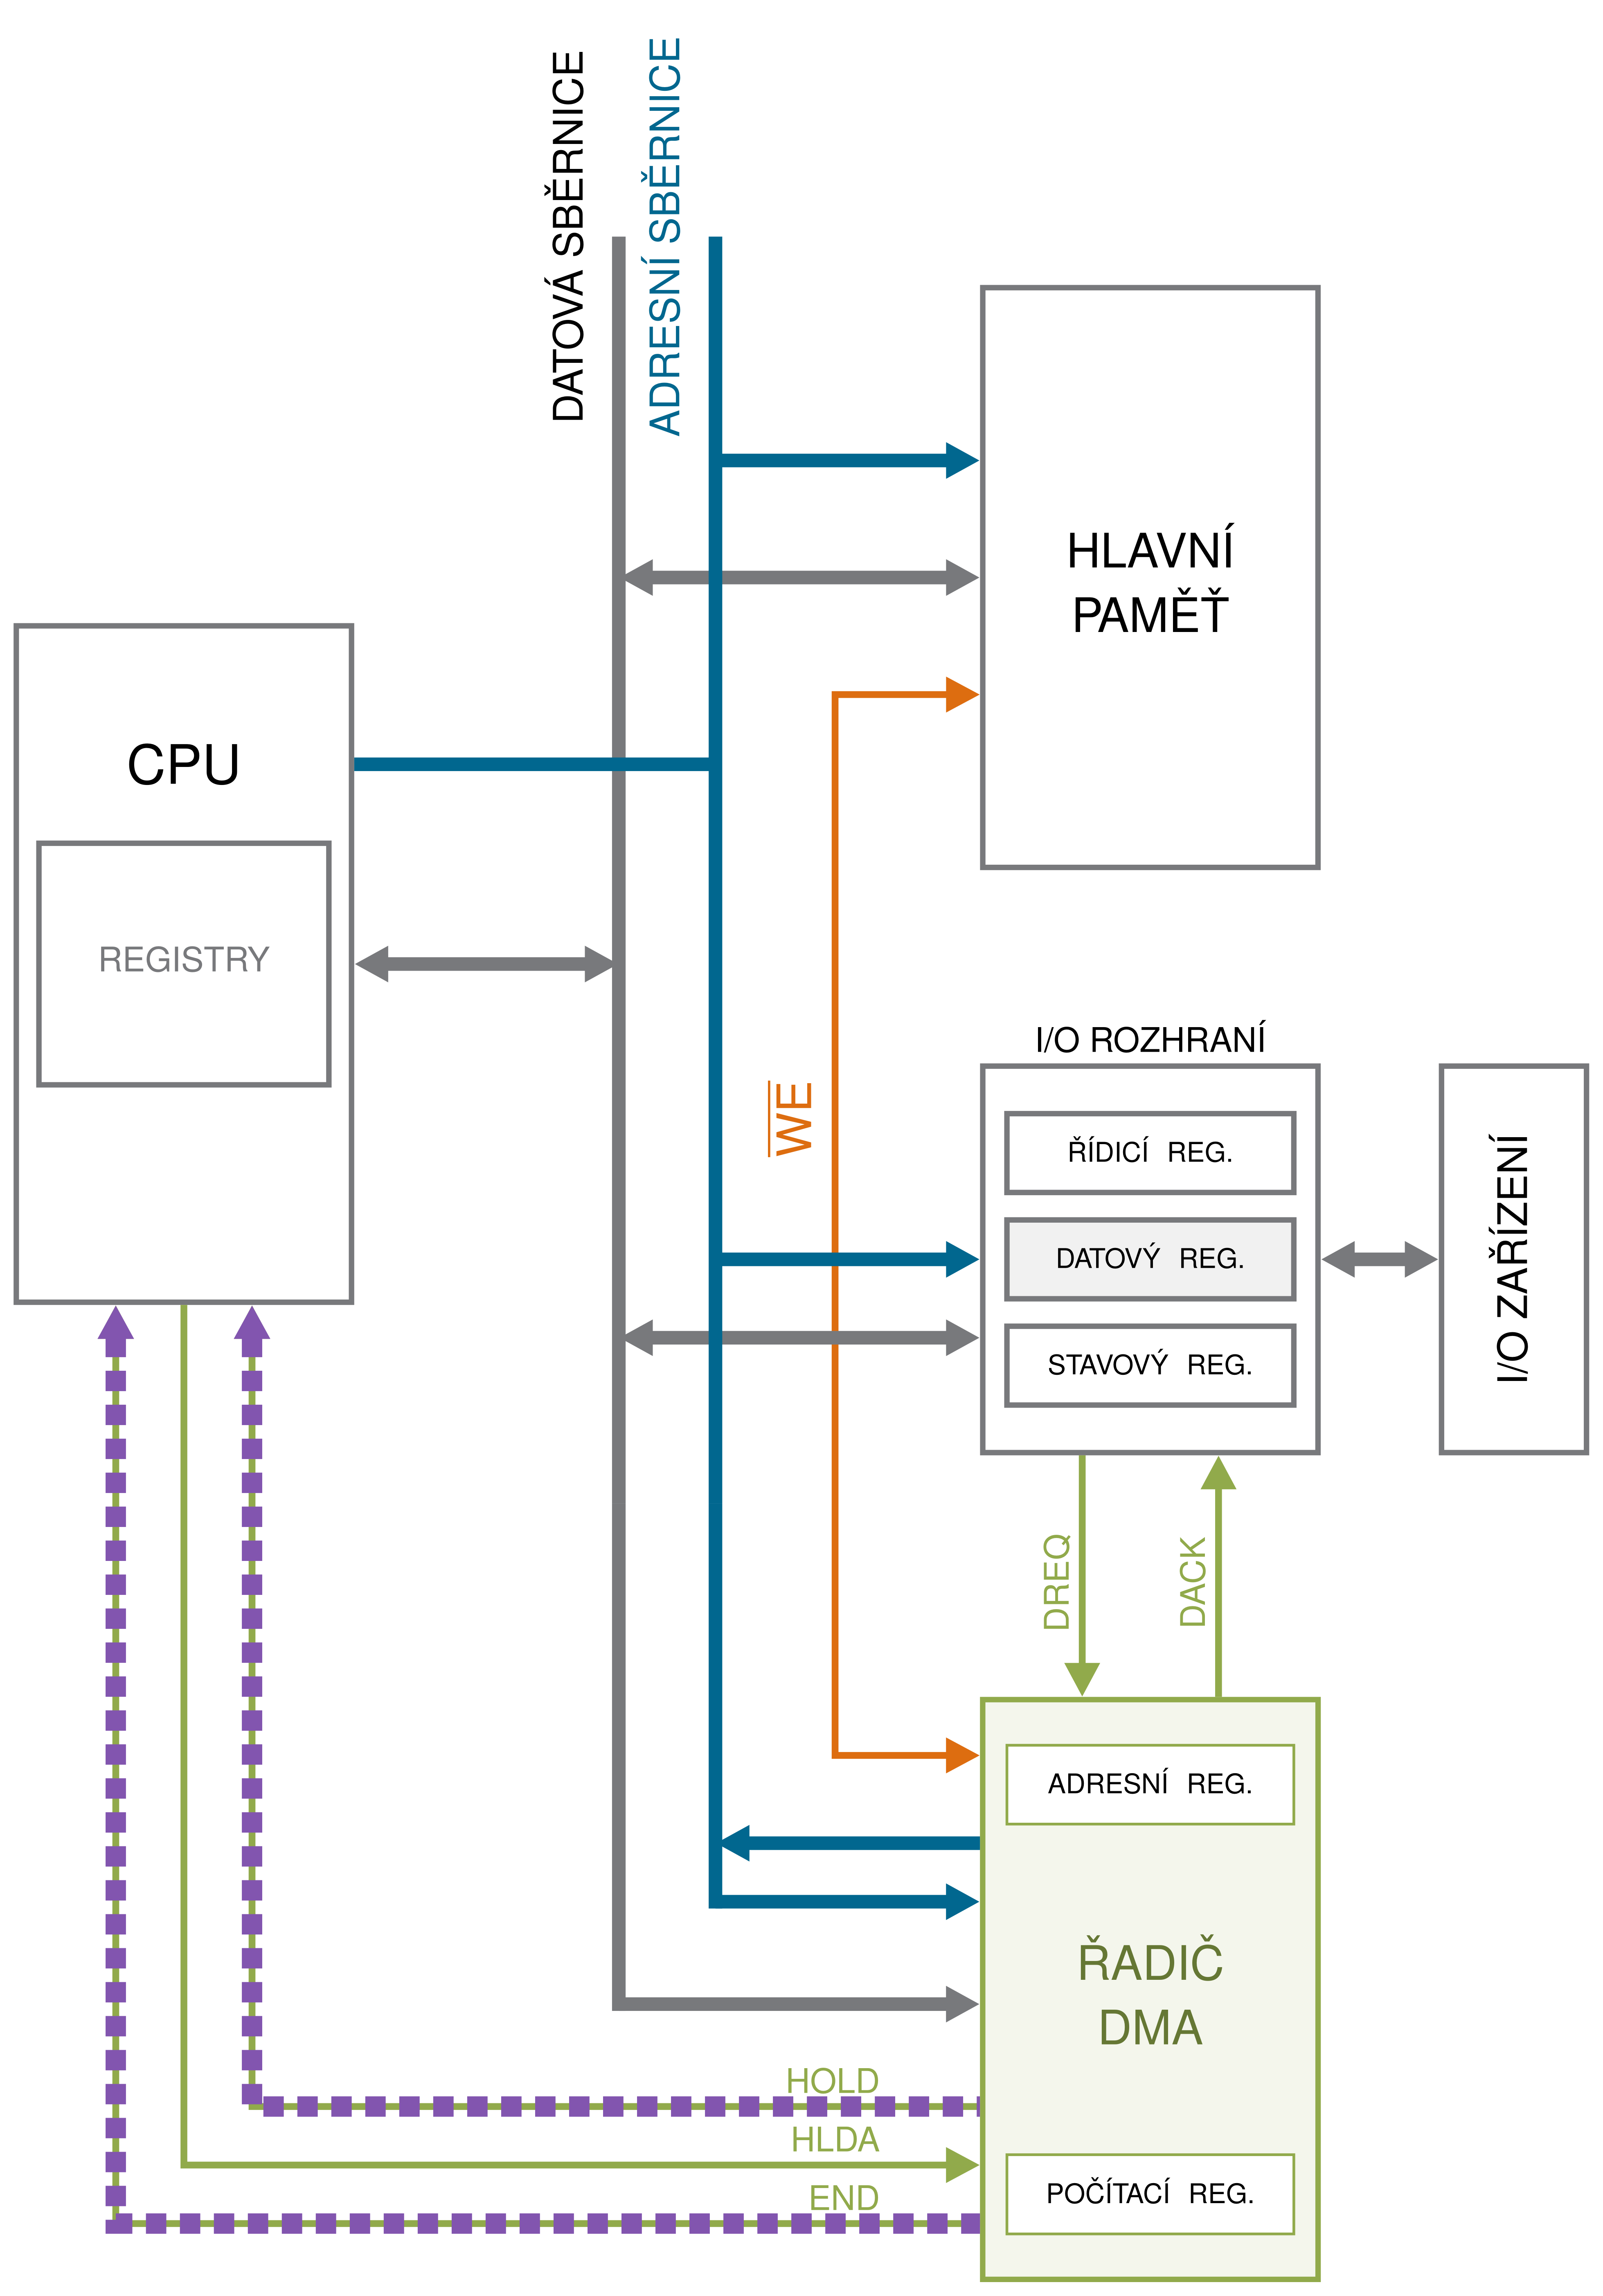 DATOVÁ SBĚRNICE
ADRESNÍ SBĚRNICE
HLAVNÍ
PAMĚŤ
CPU
REGISTRY
I/O ROZHRANÍ
WE
ŘÍDICÍ REG.
DATOVÝ REG.
STAVOVÝ REG.
I/O ZAŘÍZENÍ
DREQ
DACK
ADRESNÍ REG.
ŘADIČ
DMA
HOLD
HLDA
END
POČÍTACÍ REG.